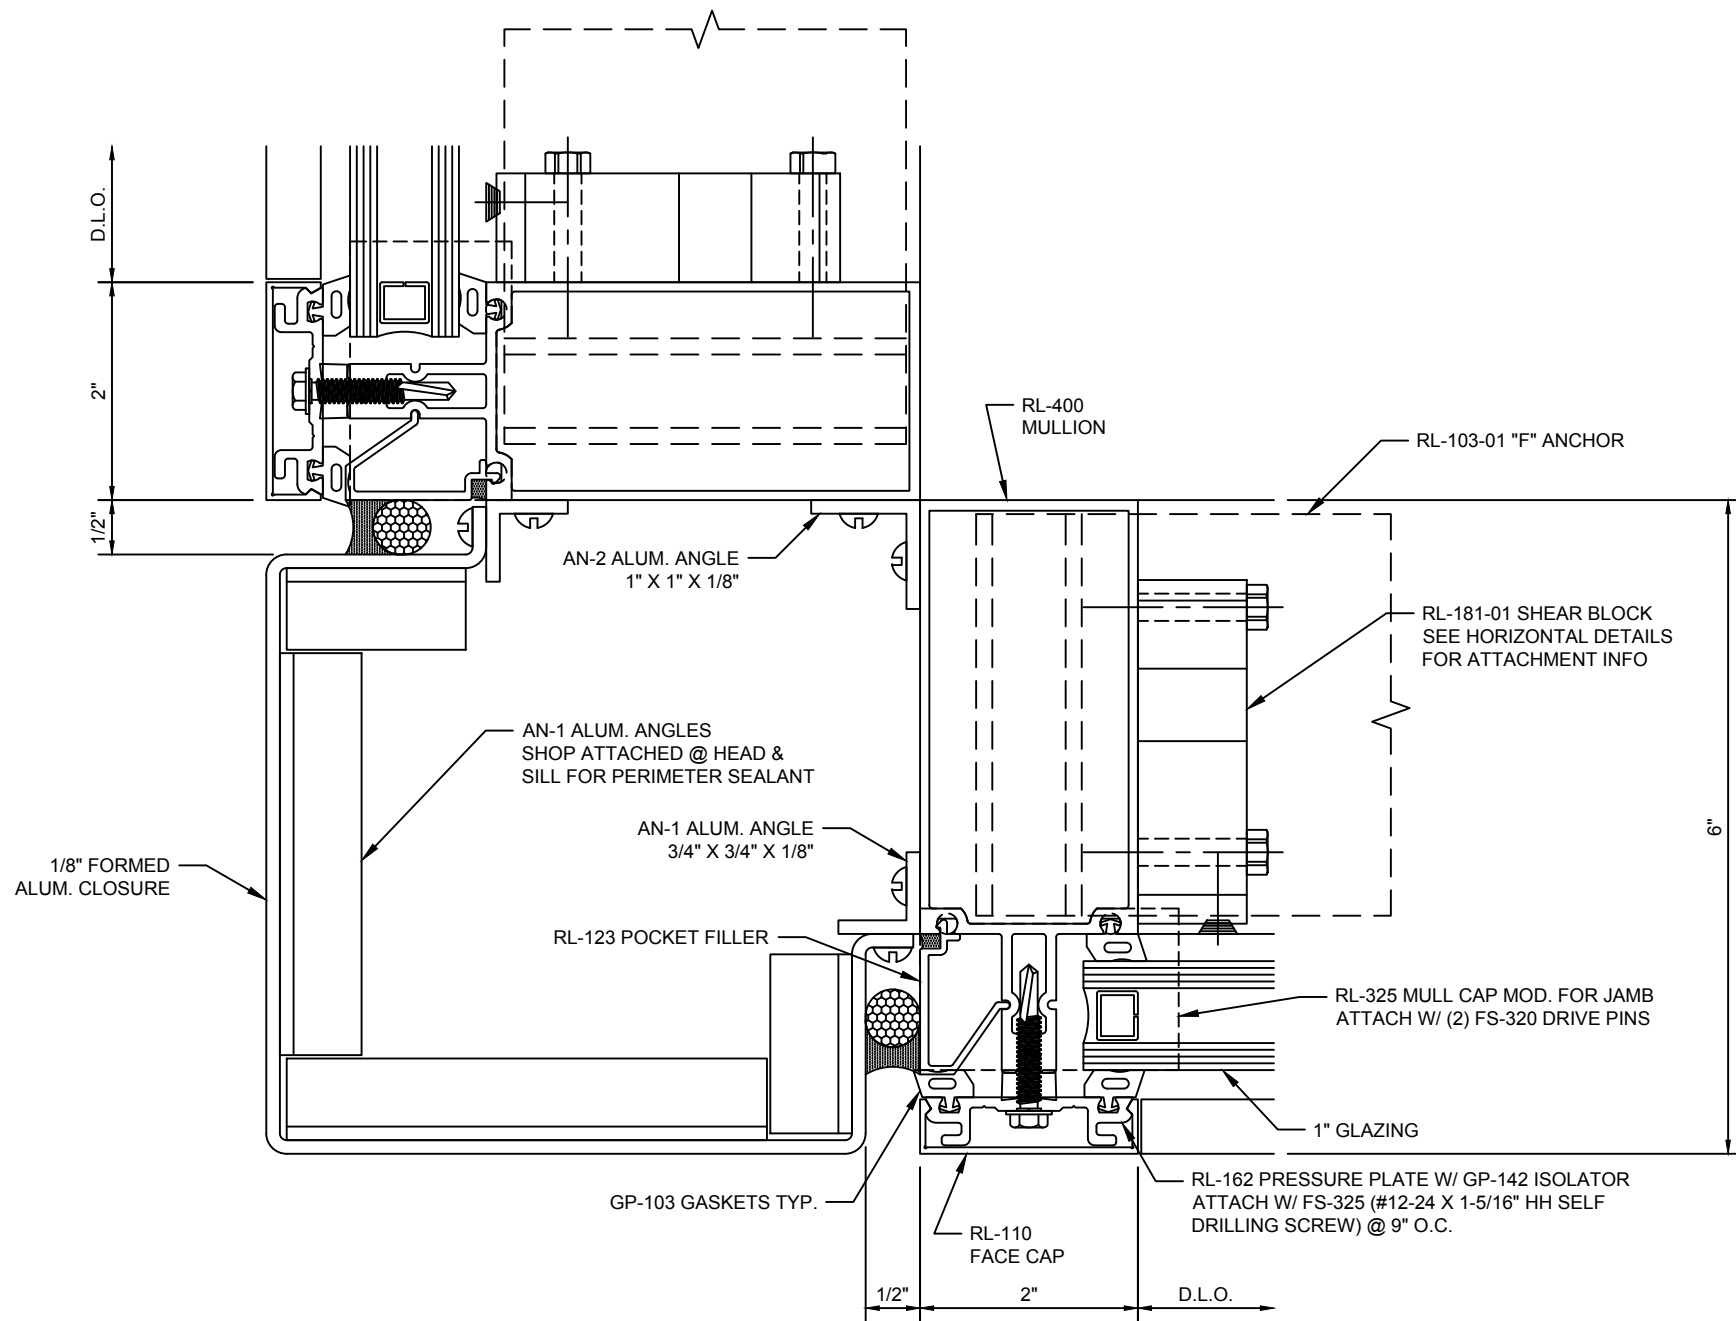 D.L.O.
2"
1/2"
RL-400
MULLION
RL-103-01 "F" ANCHOR
AN-2 ALUM. ANGLE
1" X 1" X 1/8"
RL-181-01 SHEAR BLOCK
SEE HORIZONTAL DETAILS
FOR ATTACHMENT INFO
AN-1 ALUM. ANGLES
SHOP ATTACHED @ HEAD &
SILL FOR PERIMETER SEALANT
AN-1 ALUM. ANGLE
3/4" X 3/4" X 1/8"
6"
1/8" FORMED
ALUM. CLOSURE
RL-123 POCKET FILLER
RL-325 MULL CAP MOD. FOR JAMB
ATTACH W/ (2) FS-320 DRIVE PINS
1" GLAZING
GP-103 GASKETS TYP.
RL-162 PRESSURE PLATE W/ GP-142 ISOLATOR
ATTACH W/ FS-325 (#12-24 X 1-5/16" HH SELF
DRILLING SCREW) @ 9" O.C.
RL-110
FACE CAP
1/2"
2"
D.L.O.